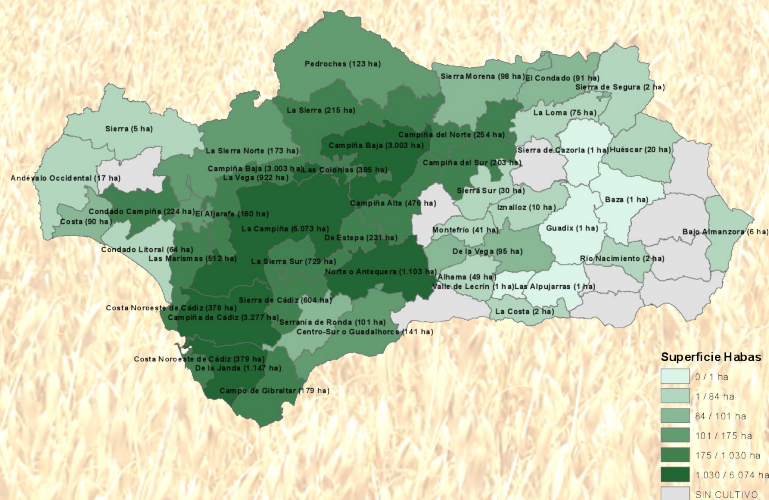 Pedroches (123 ha)
Sierra Morena (98 ha)
El Condado (91 ha)
Sierra de Segura (2 ha)
La Sierra (215 ha)
La Loma (75 ha)
Sierra (5 ha)
Campiña del Norte (254 ha)
Campiña Baja (3.003 ha)
La Sierra Norte (173 ha)
Sierra de Cazorla (1 ha)
Huéscar (20 ha)
Campiña Baja (3.003 ha)
Las Colonias (395 ha)
Campiña del Sur (203 ha)
Andévalo Occidental (17 ha)
La Vega (922 ha)
Sierra Sur (30 ha)
Baza (1 ha)
Campiña Alta (476 ha)
Condado Campiña (224 ha)
El Aljarafe (160 ha)
Iznalloz (10 ha)
Costa (90 ha)
La Campiña (6.073 ha)
Montefrío (41 ha)
Guadix (1 ha)
Bajo Almanzora (6 ha)
De Estepa (231 ha)
Condado Litoral (64 ha)
De la Vega (95 ha)
Las Marismas (512 ha)
La Sierra Sur (729 ha)
Río Nacimiento (2 ha)
Norte o Antequera (1.103 ha)
Alhama (49 ha)
Valle de Lecrín (1 ha)
Las Alpujarras (1 ha)
Sierra de Cádiz (604 ha)
Costa Noroeste de Cádiz (379 ha)
La Costa (2 ha)
Campiña de Cádiz (3.277 ha)
Serranía de Ronda (101 ha)
Centro-Sur o Guadalhorce (141 ha)
Costa Noroeste de Cádiz (379 ha)
De la Janda (1.147 ha)
Campo de Gibraltar (179 ha)
Superficie Habas
0 / 1 ha
1 / 84 ha
84 / 101 ha
101 / 175 ha
175 / 1.030 ha
1.030 / 6.074 ha
SIN CULTIVO